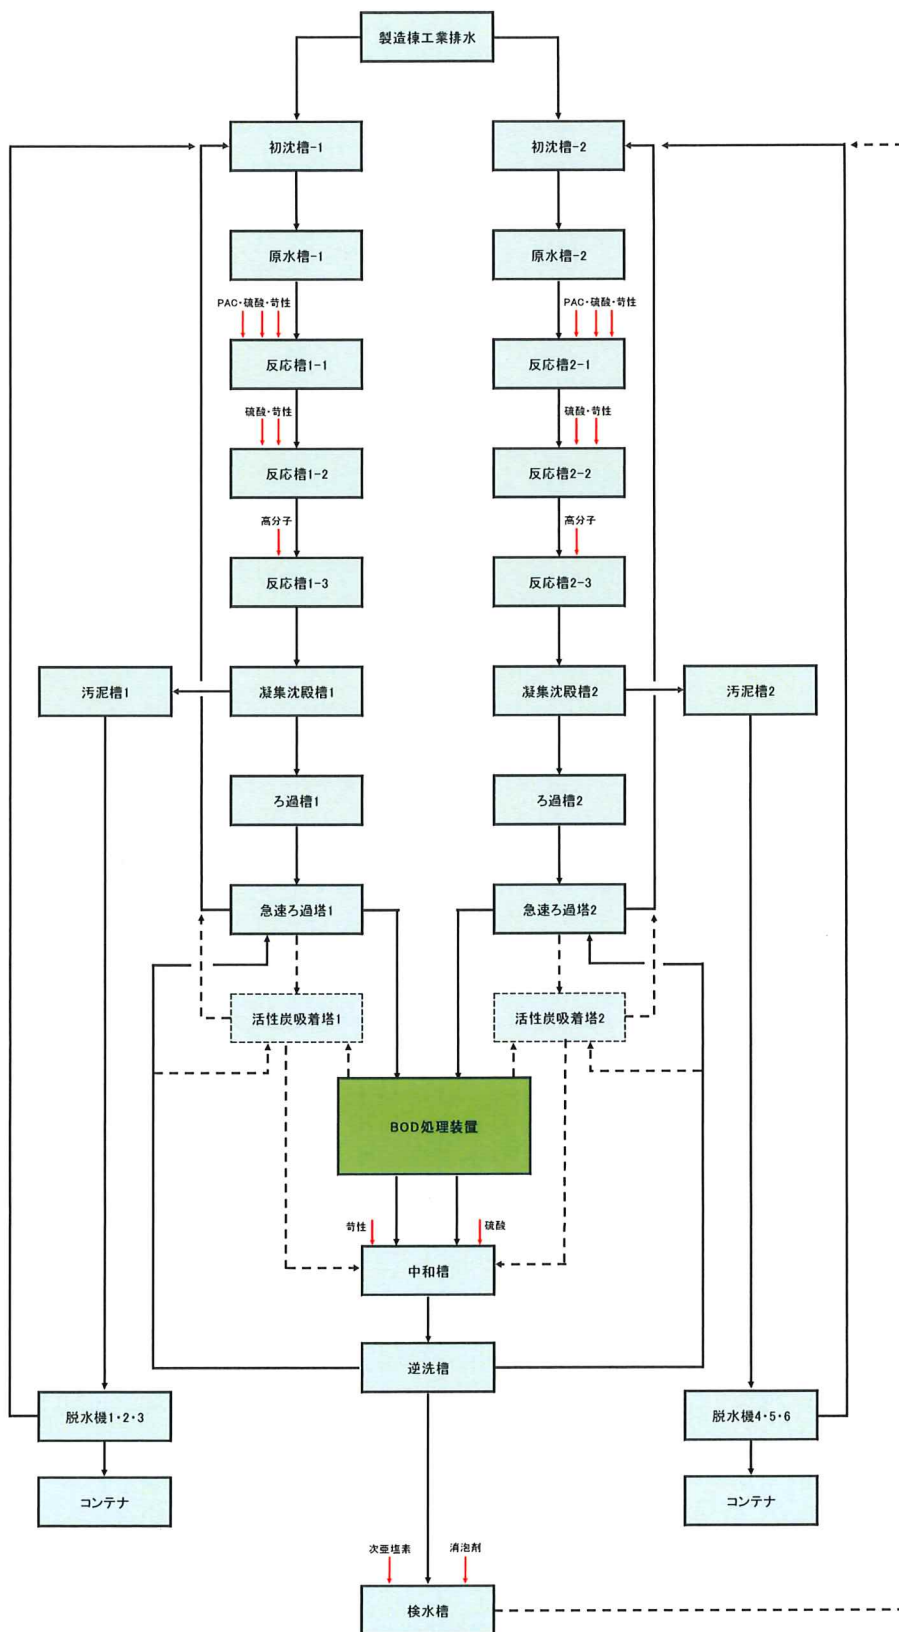 製造棟工業排水
初沈槽-1
初沈槽-2
原水槽-1
原水槽-2
PAC・硫酸・苛性
PAC・硫酸・苛性
反応槽1-1
反応槽2-1
硫酸・苛性
硫酸・苛性
反応槽1-2
反応槽2-2
高分子
高分子
反応槽1-3
反応槽2-3
汚泥槽1
凝集沈殿槽1
凝集沈殿槽2
汚泥槽2
ろ過槽1
ろ過槽2
急速ろ過塔1
急速ろ過塔2
活性炭吸着塔1
活性炭吸着塔2
BOD処理装置
苛性
硫酸
中和槽
逆洗槽
脱水機1・2・3
脱水機4・5・6
コンテナ
コンテナ
次亜塩素
消泡剤
検水槽